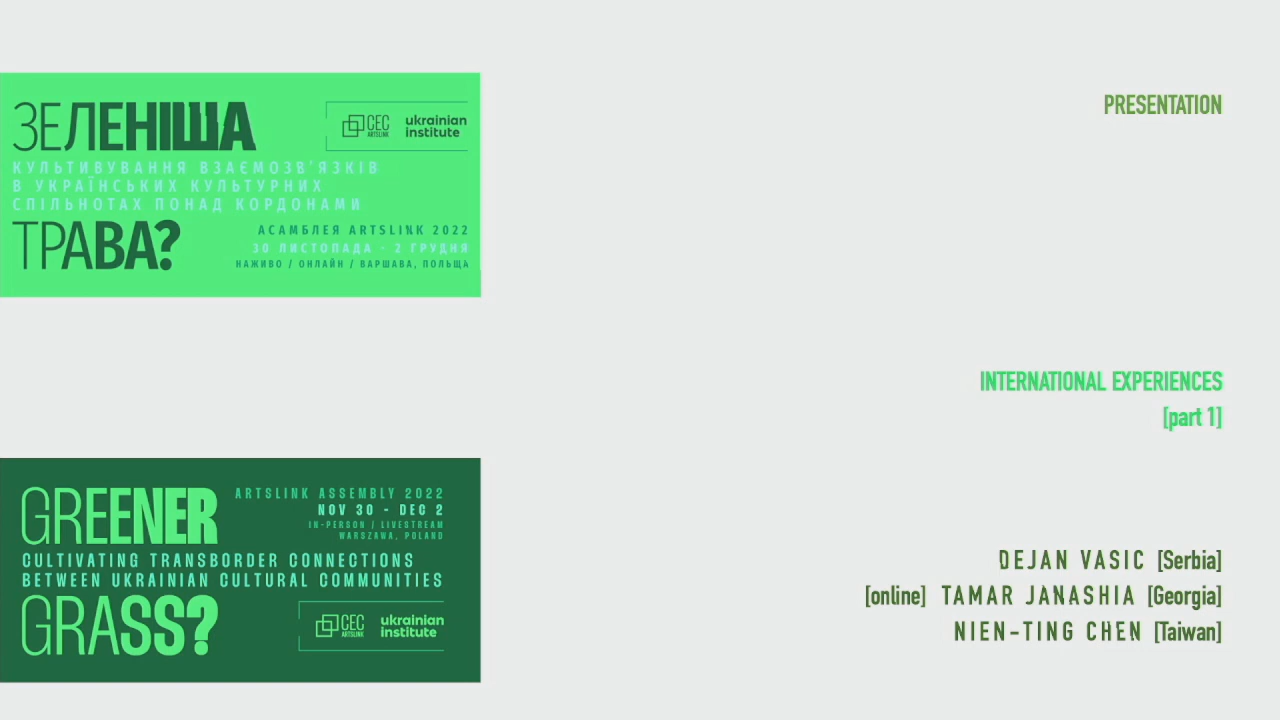 ЗЕЛЕНІША
CEC
ARTSLINK
ukrainian
institute
КУЛЬТИВУВАННЯ ВЗАЄМОЗВ'ЯЗКІВ
В УКРАЇНСЬКИХ КУЛЬТУРНИХ
СПІЛЬНОТАХ ПОНАД КОРДОНАМИ
ТРАВА?
АСАМБЛЕЯ ARTSLINK 2022
30 ЛИСТОПАДА - 2 ГРУДНЯ
НАЖИВО / ОНЛАЙН / ВАРШАВА, ПОЛЬЩА
PRESENTATION
INTERNATIONAL EXPERIENCES
[part 1]
GREENER
ARTSLINK ASSEMBLY 2022
NOV 30 - DEC 2
IN-PERSON / LIVESTREAM
WARSZAWA, POLAND
CULTIVATING TRANSBORDER CONNECTIONS
BETWEEN UKRAINIAN CULTURAL COMMUNITIES
GRASS?
CEC
ARTSLINK
ukrainian
institute
DEJAN VASIC [Serbia]
[online] TAMAR JANASHIA [Georgia]
NIEN-TING CHEN [Taiwan]